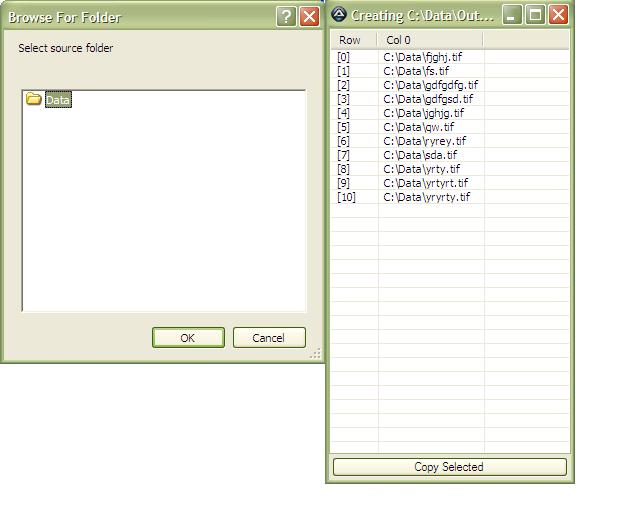 Browse For Folder
Select source folder
Data
OK Cancel
Creating C:\Data\Out...
Row Col 0
[0] C:\Data\fjghj.tif
[1] C:\Data\fs.tif
[2] C:\Data\gdfgdfg.tif
[3] C:\Data\gdfgsd.tif
[4] C:\Data\jghjg.tif
[5] C:\Data\qw.tif
[6] C:\Data\ryrey.tif
[7] C:\Data\sda.tif
[8] C:\Data\yrty.tif
[9] C:\Data\yrtyrt.tif
[10] C:\Data\yryrty.tif
Copy Selected